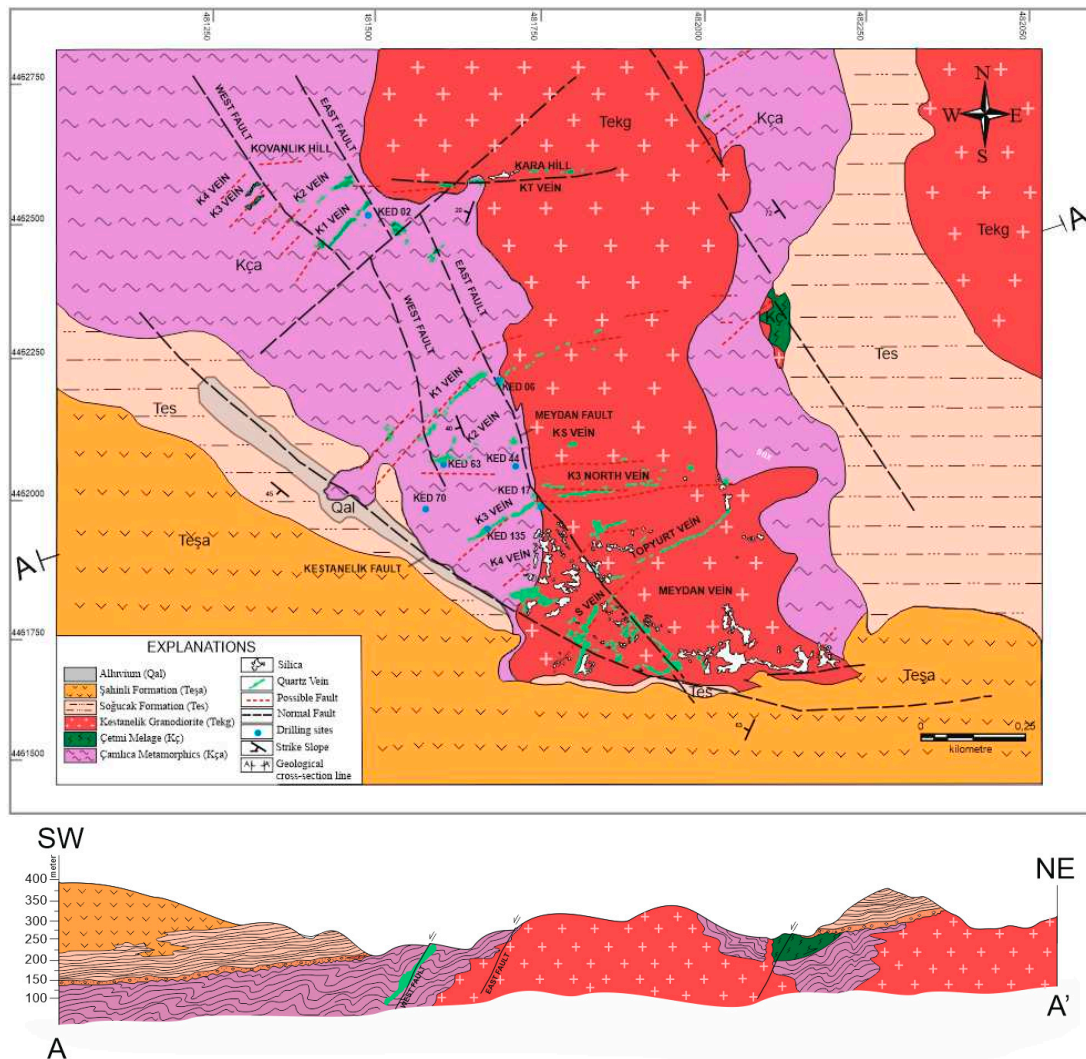 481250
481500
481750
482000
482250
482050
4462750
4462500
4462250
4462000
4461750
4461500
N
W
E
S
WEST FAULT
EAST FAULT
KOVANLIK HILL
K4 VEIN
K3 VEIN
K2 VEIN
K1 VEIN
KED 02
Kça
Tekg
KARA HILL
KT VEIN
20
Kça
72
Tekg
A
Kç
Tes
WEST FAULT
EAST FAULT
K1 VEIN
KED 06
K2 VEIN
MEYDAN FAULT
KS VEIN
KED 63
KED 44
K3 NORTH VEIN
KED 17
KED 70
K3 VEIN
KED 135
K4 VEIN
TOPYURT VEIN
MEYDAN VEIN
S VEIN
Tes
45
Qal
Teşa
A
KESTANELIK FAULT
Tes
Teşa
0
0,25
kilometre
EXPLANATIONS
Alluvium (Qal)
Şahinli Formation (Teşa)
Soğucak Formation (Tes)
Kestanelik Granodiorite (Tekg)
Çetmi Melage (Kç)
Çamlıca Metamorphics (Kça)
Silica
Quartz Vein
Possible Fault
Normal Fault
Drilling sites
Strike Slope
A A
Geological
cross-section line
SW
NE
meter
400
350
300
250
200
150
100
WEST FAULT
EAST FAULT
A
A'